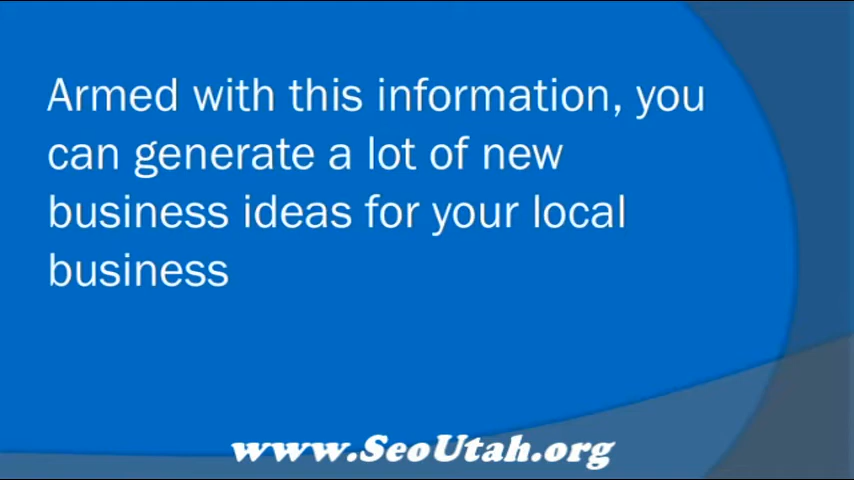 Armed with this information, you
can generate a lot of new
business ideas for your local
business
www.SeoUtah.org